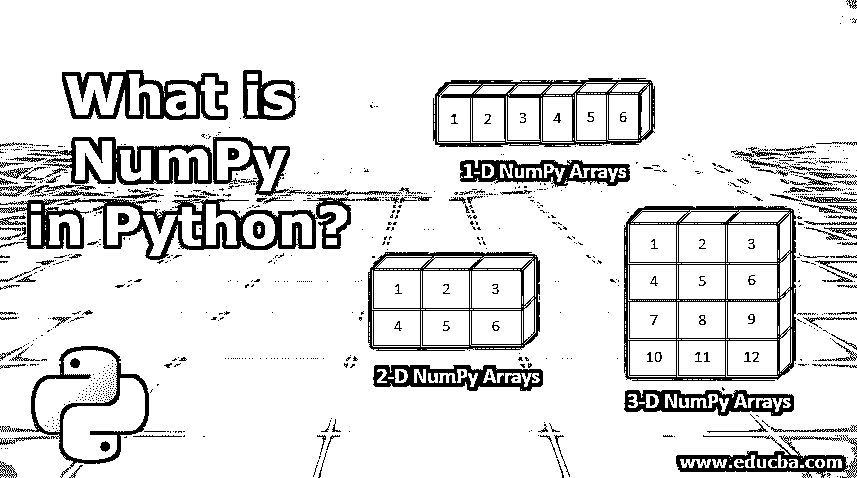 What is
NumPy
in Python?
1 2 3 4 5 6
1-D NumPy Arrays
1 2 3
4 5 6
2-D NumPy Arrays
1 2 3
4 5 6
7 8 9
10 11 12
3-D NumPy Arrays
www.educba.com